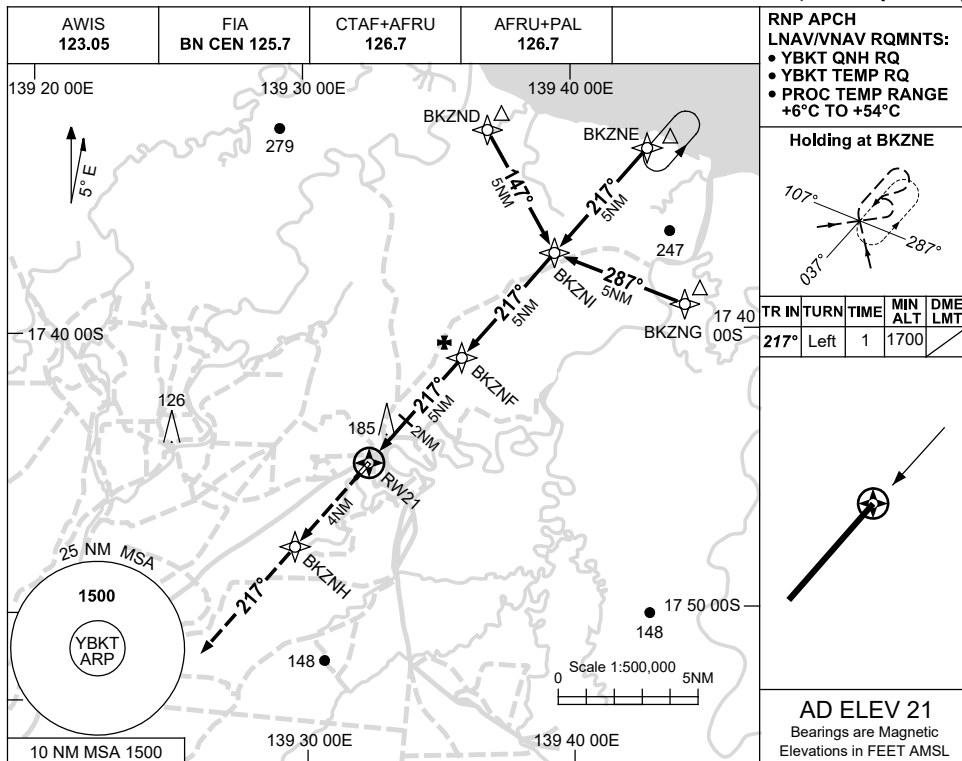 AWIS
123.05
FIA
BN CEN 125.7
CTAF+AFRU
126.7
AFRU+PAL
126.7
RNP APCH
LNAV/VNAV RQMNTS:
● YBKT QNH RQ
● YBKT TEMP RQ
● PROC TEMP RANGE
+6°C TO +54°C
139 20 00E
139 30 00E
139 40 00E
5° E
279
BKZND
BKZNE
147°
5NM
217°
5NM
247
BKZNI
287°
5NM
BKZNG
217°
5NM
17 40 00S
17 40
00S
BKZNF
217°
5NM
2NM
126
185
RW21
4NM
BKZNH
217°
25 NM MSA
1500
YBKT
ARP
10 NM MSA 1500
148
148
17 50 00S
Scale 1:500,000
0
5NM
139 30 00E
139 40 00E
Holding at BKZNE
107°
287°
037°
TR IN TURN TIME MIN ALT DME LMT
217° Left 1 1700
AD ELEV 21
Bearings are Magnetic
Elevations in FEET AMSL